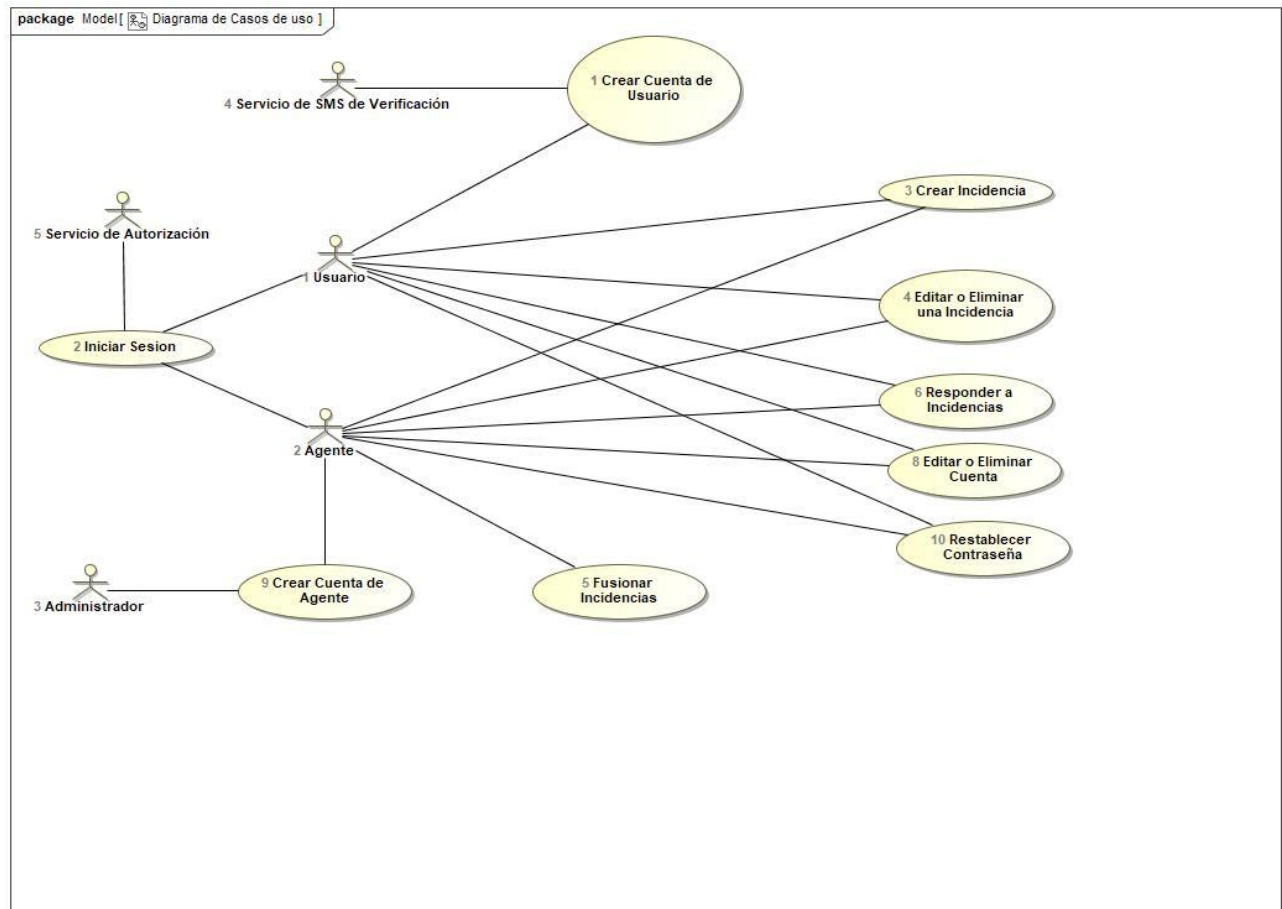 package Model [ Diagrama de Casos de uso ]
1 Crear Cuenta de
Usuario
4 Servicio de SMS de Verificación
3 Crear Incidencia
5 Servicio de Autorización
1 Usuario
4 Editar o Eliminar
una Incidencia
2 Iniciar Sesion
6 Responder a
Incidencias
2 Agente
8 Editar o Eliminar
Cuenta
10 Restablecer
Contraseña
9 Crear Cuenta de
Agente
5 Fusionar
Incidencias
3 Administrador